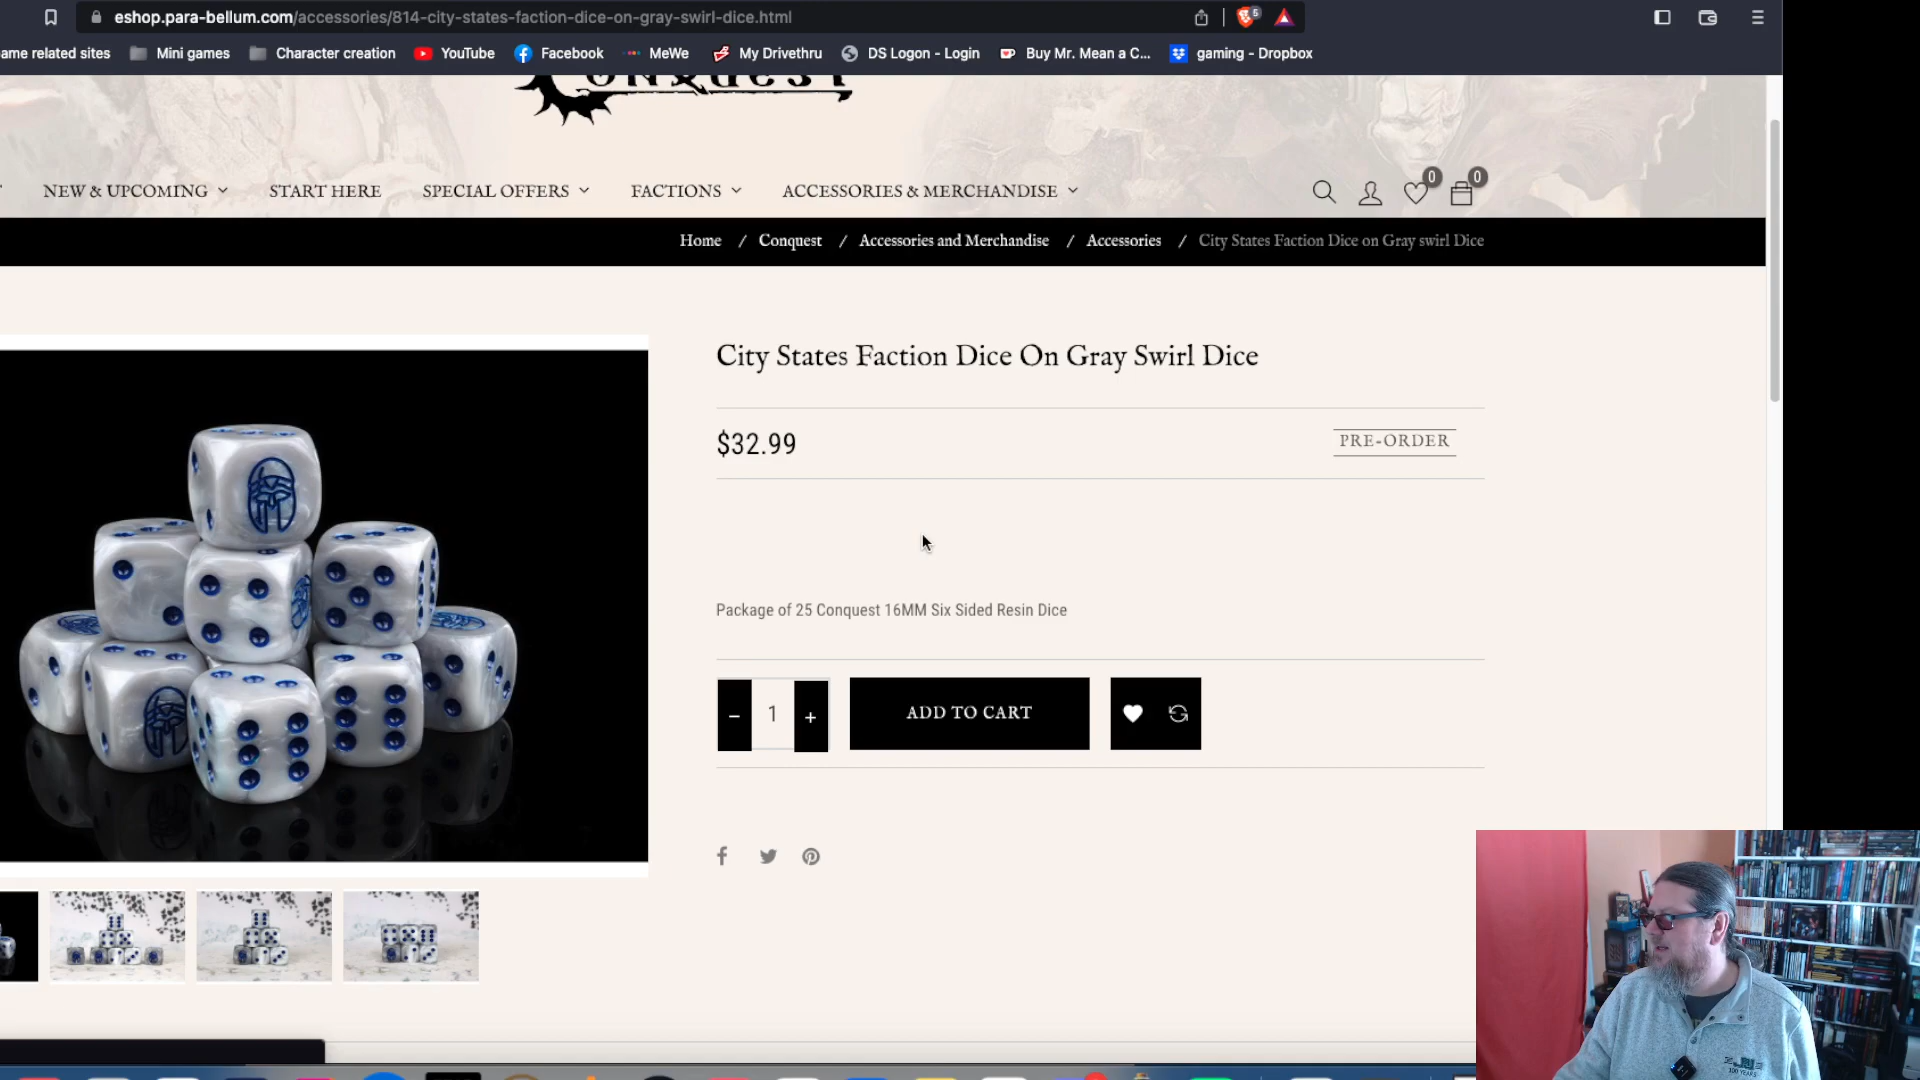 eshop.para-bellum.com/accessories/814-city-states-faction-dice-on-gray-swirl-dice.html
5
ame related sites
Mini games
Character creation
YouTube
Facebook
MeWe
My Drivethru
DS Logon - Login
Buy Mr. Mean a C...
gaming - Dropbox
CONQUEST
NEW & UPCOMING
START HERE
SPECIAL OFFERS
FACTIONS
ACCESSORIES & MERCHANDISE
0
0
Home / Conquest / Accessories and Merchandise / Accessories / City States Faction Dice on Gray swirl Dice
City States Faction Dice On Gray Swirl Dice
$32.99
PRE-ORDER
Package of 25 Conquest 16MM Six Sided Resin Dice
– 1 +
ADD TO CART
100 YEARS